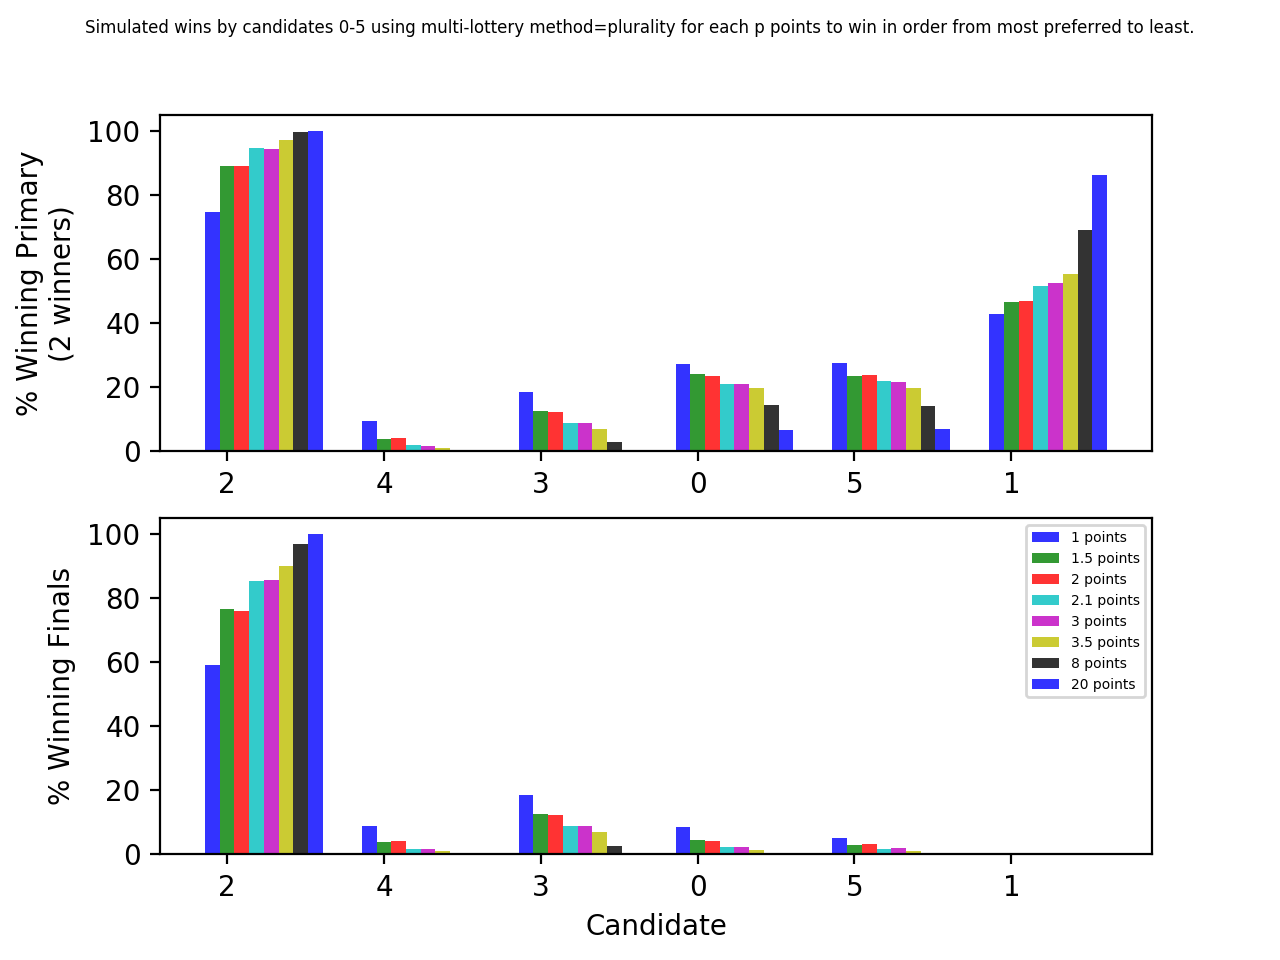 Simulated wins by candidates 0-5 using multi-lottery method=plurality for each p points to win in order from most preferred to least.
% Winning Primary
(2 winners)
100
80
60
40
20
0
2 4 3 0 5 1
% Winning Finals
100
80
60
40
20
0
1 points
1.5 points
2 points
2.1 points
3 points
3.5 points
8 points
20 points
2 4 3 0 5 1
Candidate